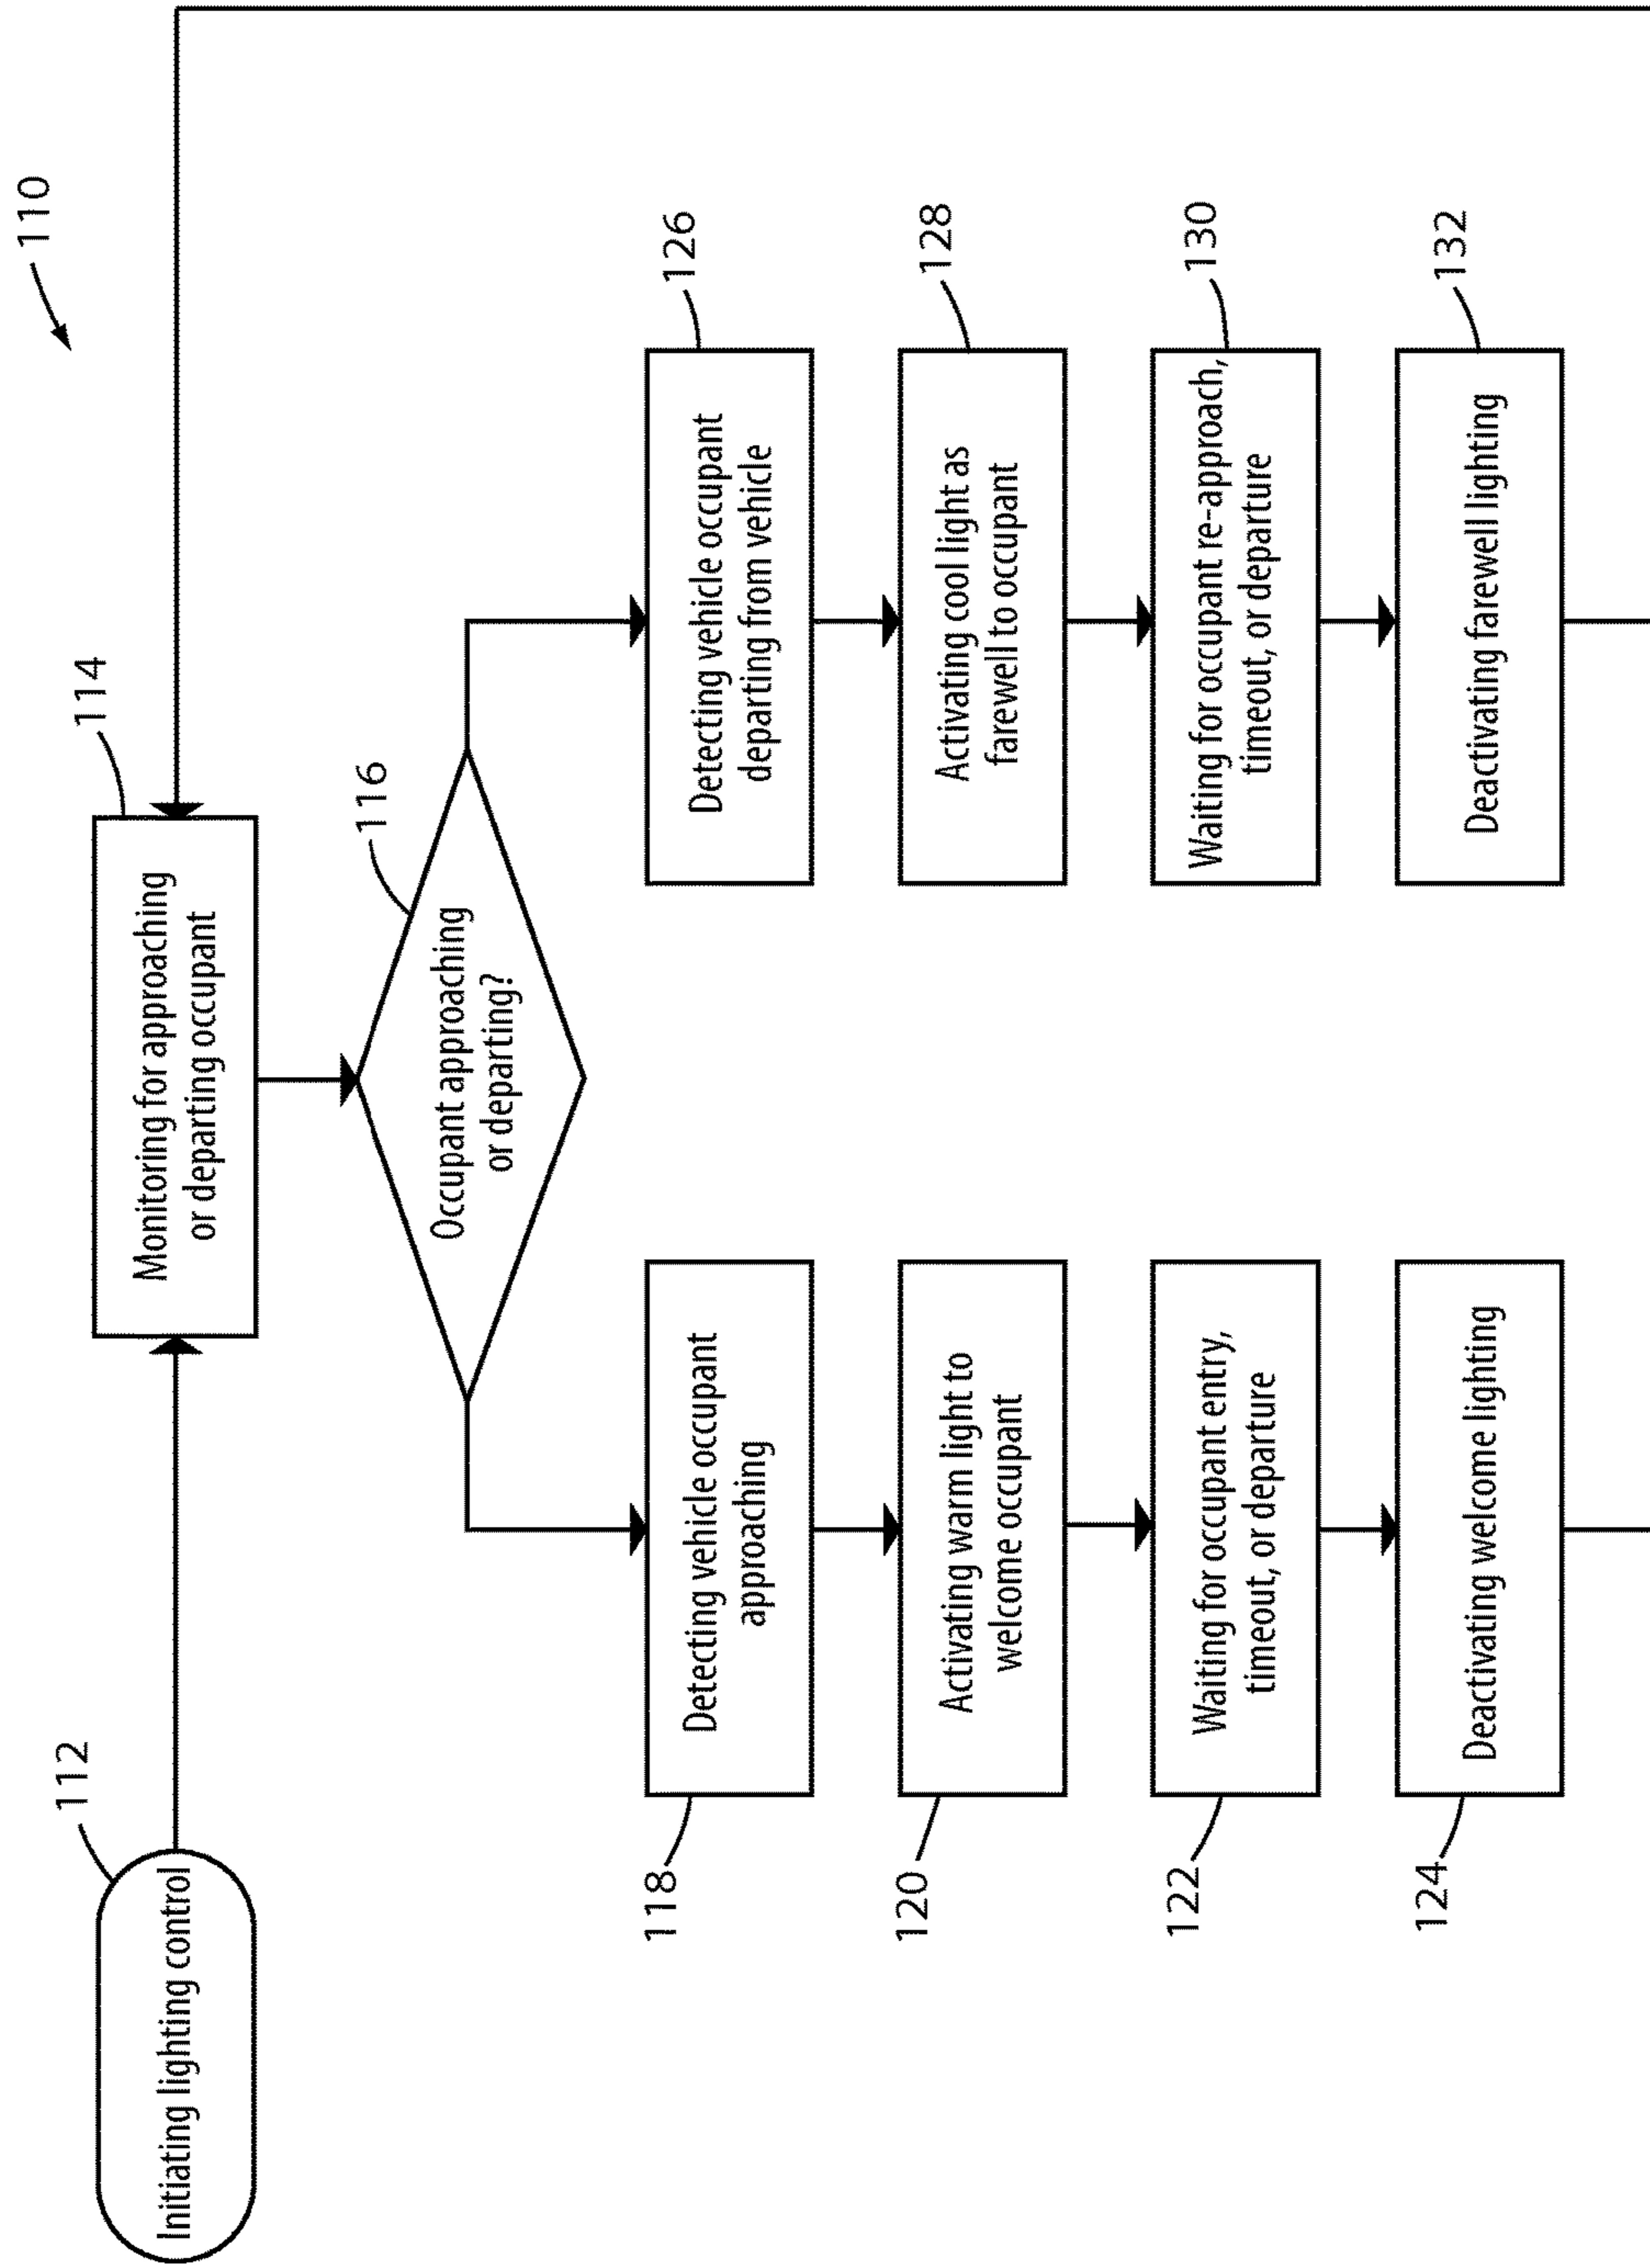 110
112
Initiating lighting control
114
Monitoring for approaching
or departing occupant
116
Occupant approaching
or departing?
118
Detecting vehicle occupant
approaching
120
Activating warm light to
welcome occupant
122
Waiting for occupant entry,
timeout, or departure
124
Deactivating welcome lighting
126
Detecting vehicle occupant
departing from vehicle
128
Activating cool light as
farewell to occupant
130
Waiting for occupant re-approach,
timeout, or departure
132
Deactivating farewell lighting